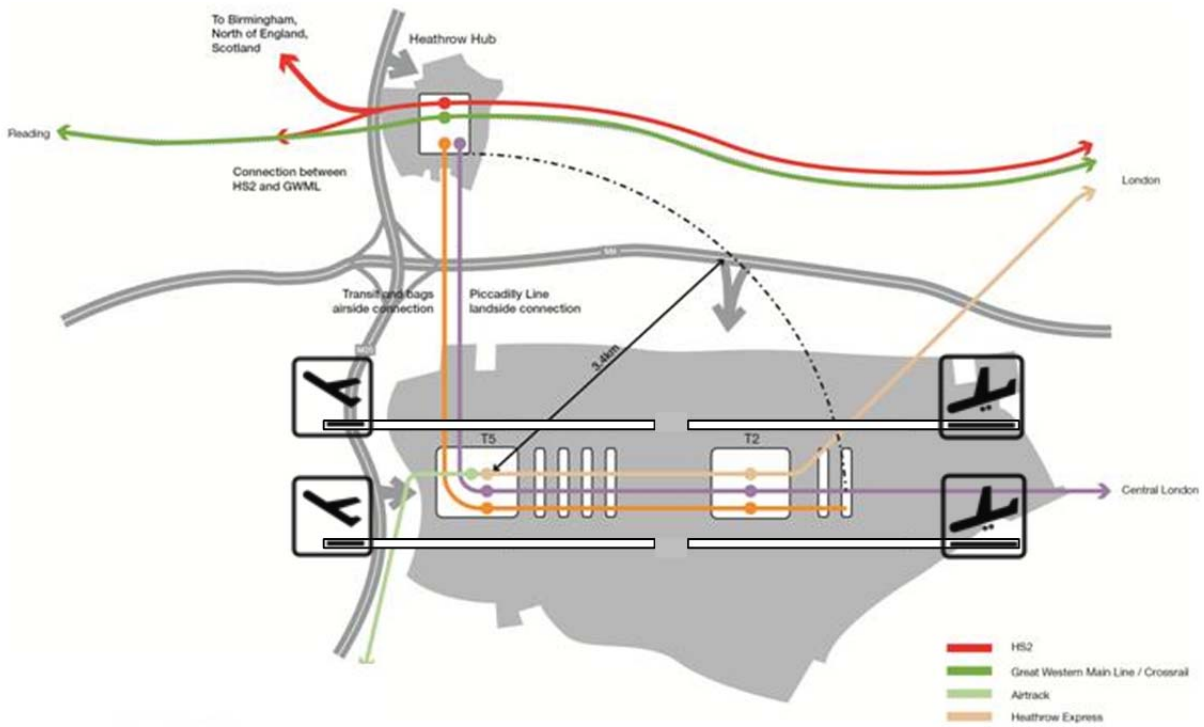 To Birmingham,
North of England,
Scotland
Heathrow Hub
Reading
Connection between
HS2 and GWML
London
M4
Transit and bags
airside connection
Piccadilly Line
landside connection
3.4km
T5
T2
Central London
HS2
Great Western Main Line / Crossrail
Airtrack
Heathrow Express